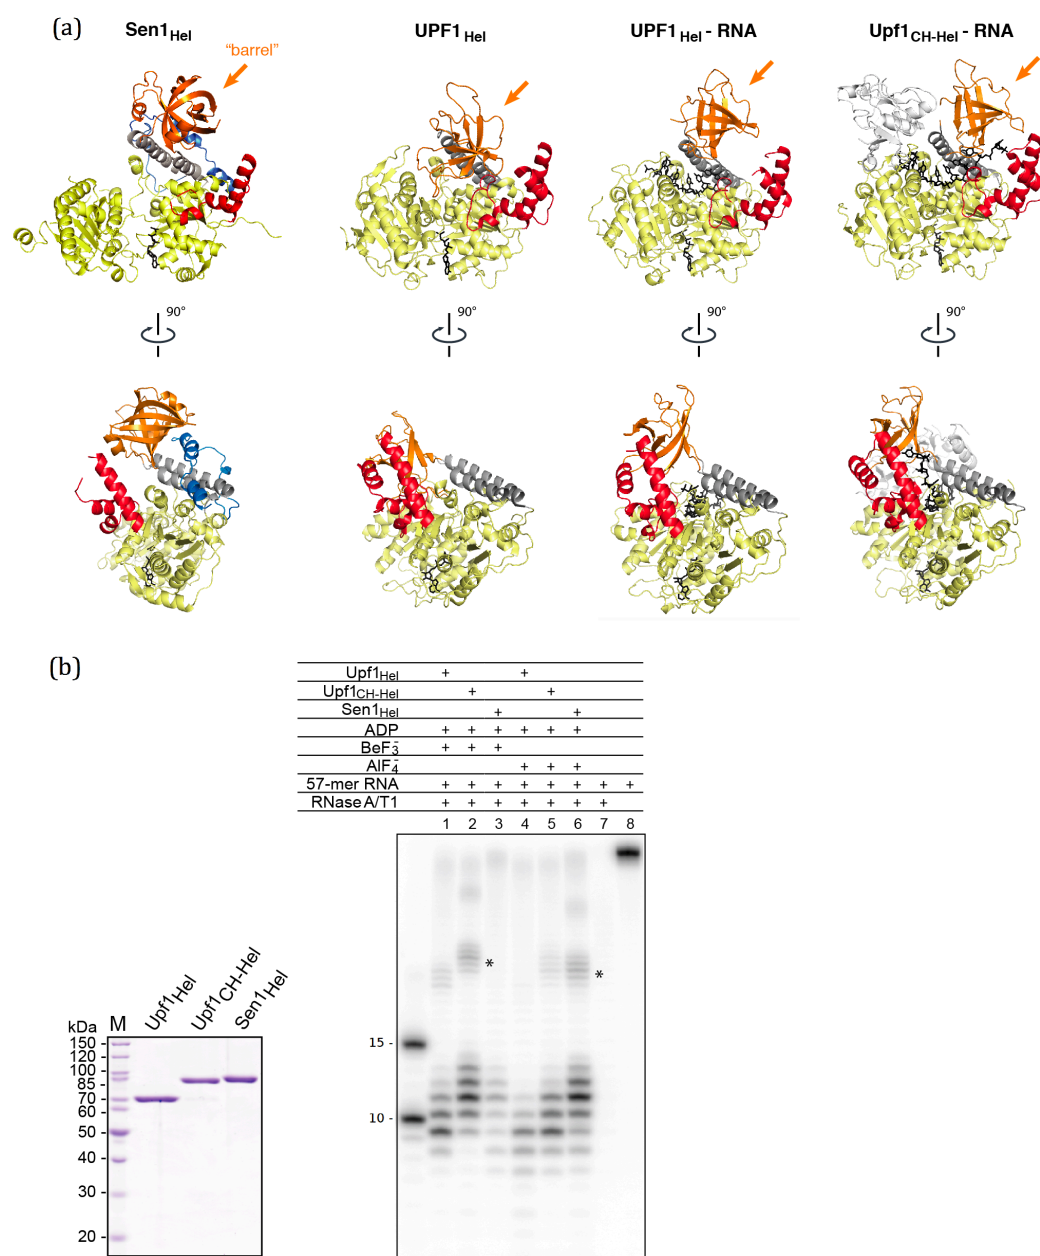 (a)
Sen1Hel UPF1Hel UPF1Hel - RNA Upf1CH-Hel - RNA
"barrel"
90° 90° 90° 90°
(b)
Upf1Hel + +
Upf1CH-Hel + +
Sen1Hel + +
ADP + + + + + +
BeF3- + + +
AlF4- + + +
57-mer RNA + + + + + + + +
RNase A/T1 + + + + + + +
1 2 3 4 5 6 7 8
*
*
15 -
10 -
kDa M Upf1Hel Upf1CH-Hel Sen1Hel
150 -
120 -
100 -
85 -
70 -
60 -
50 -
40 -
30 -
20 -